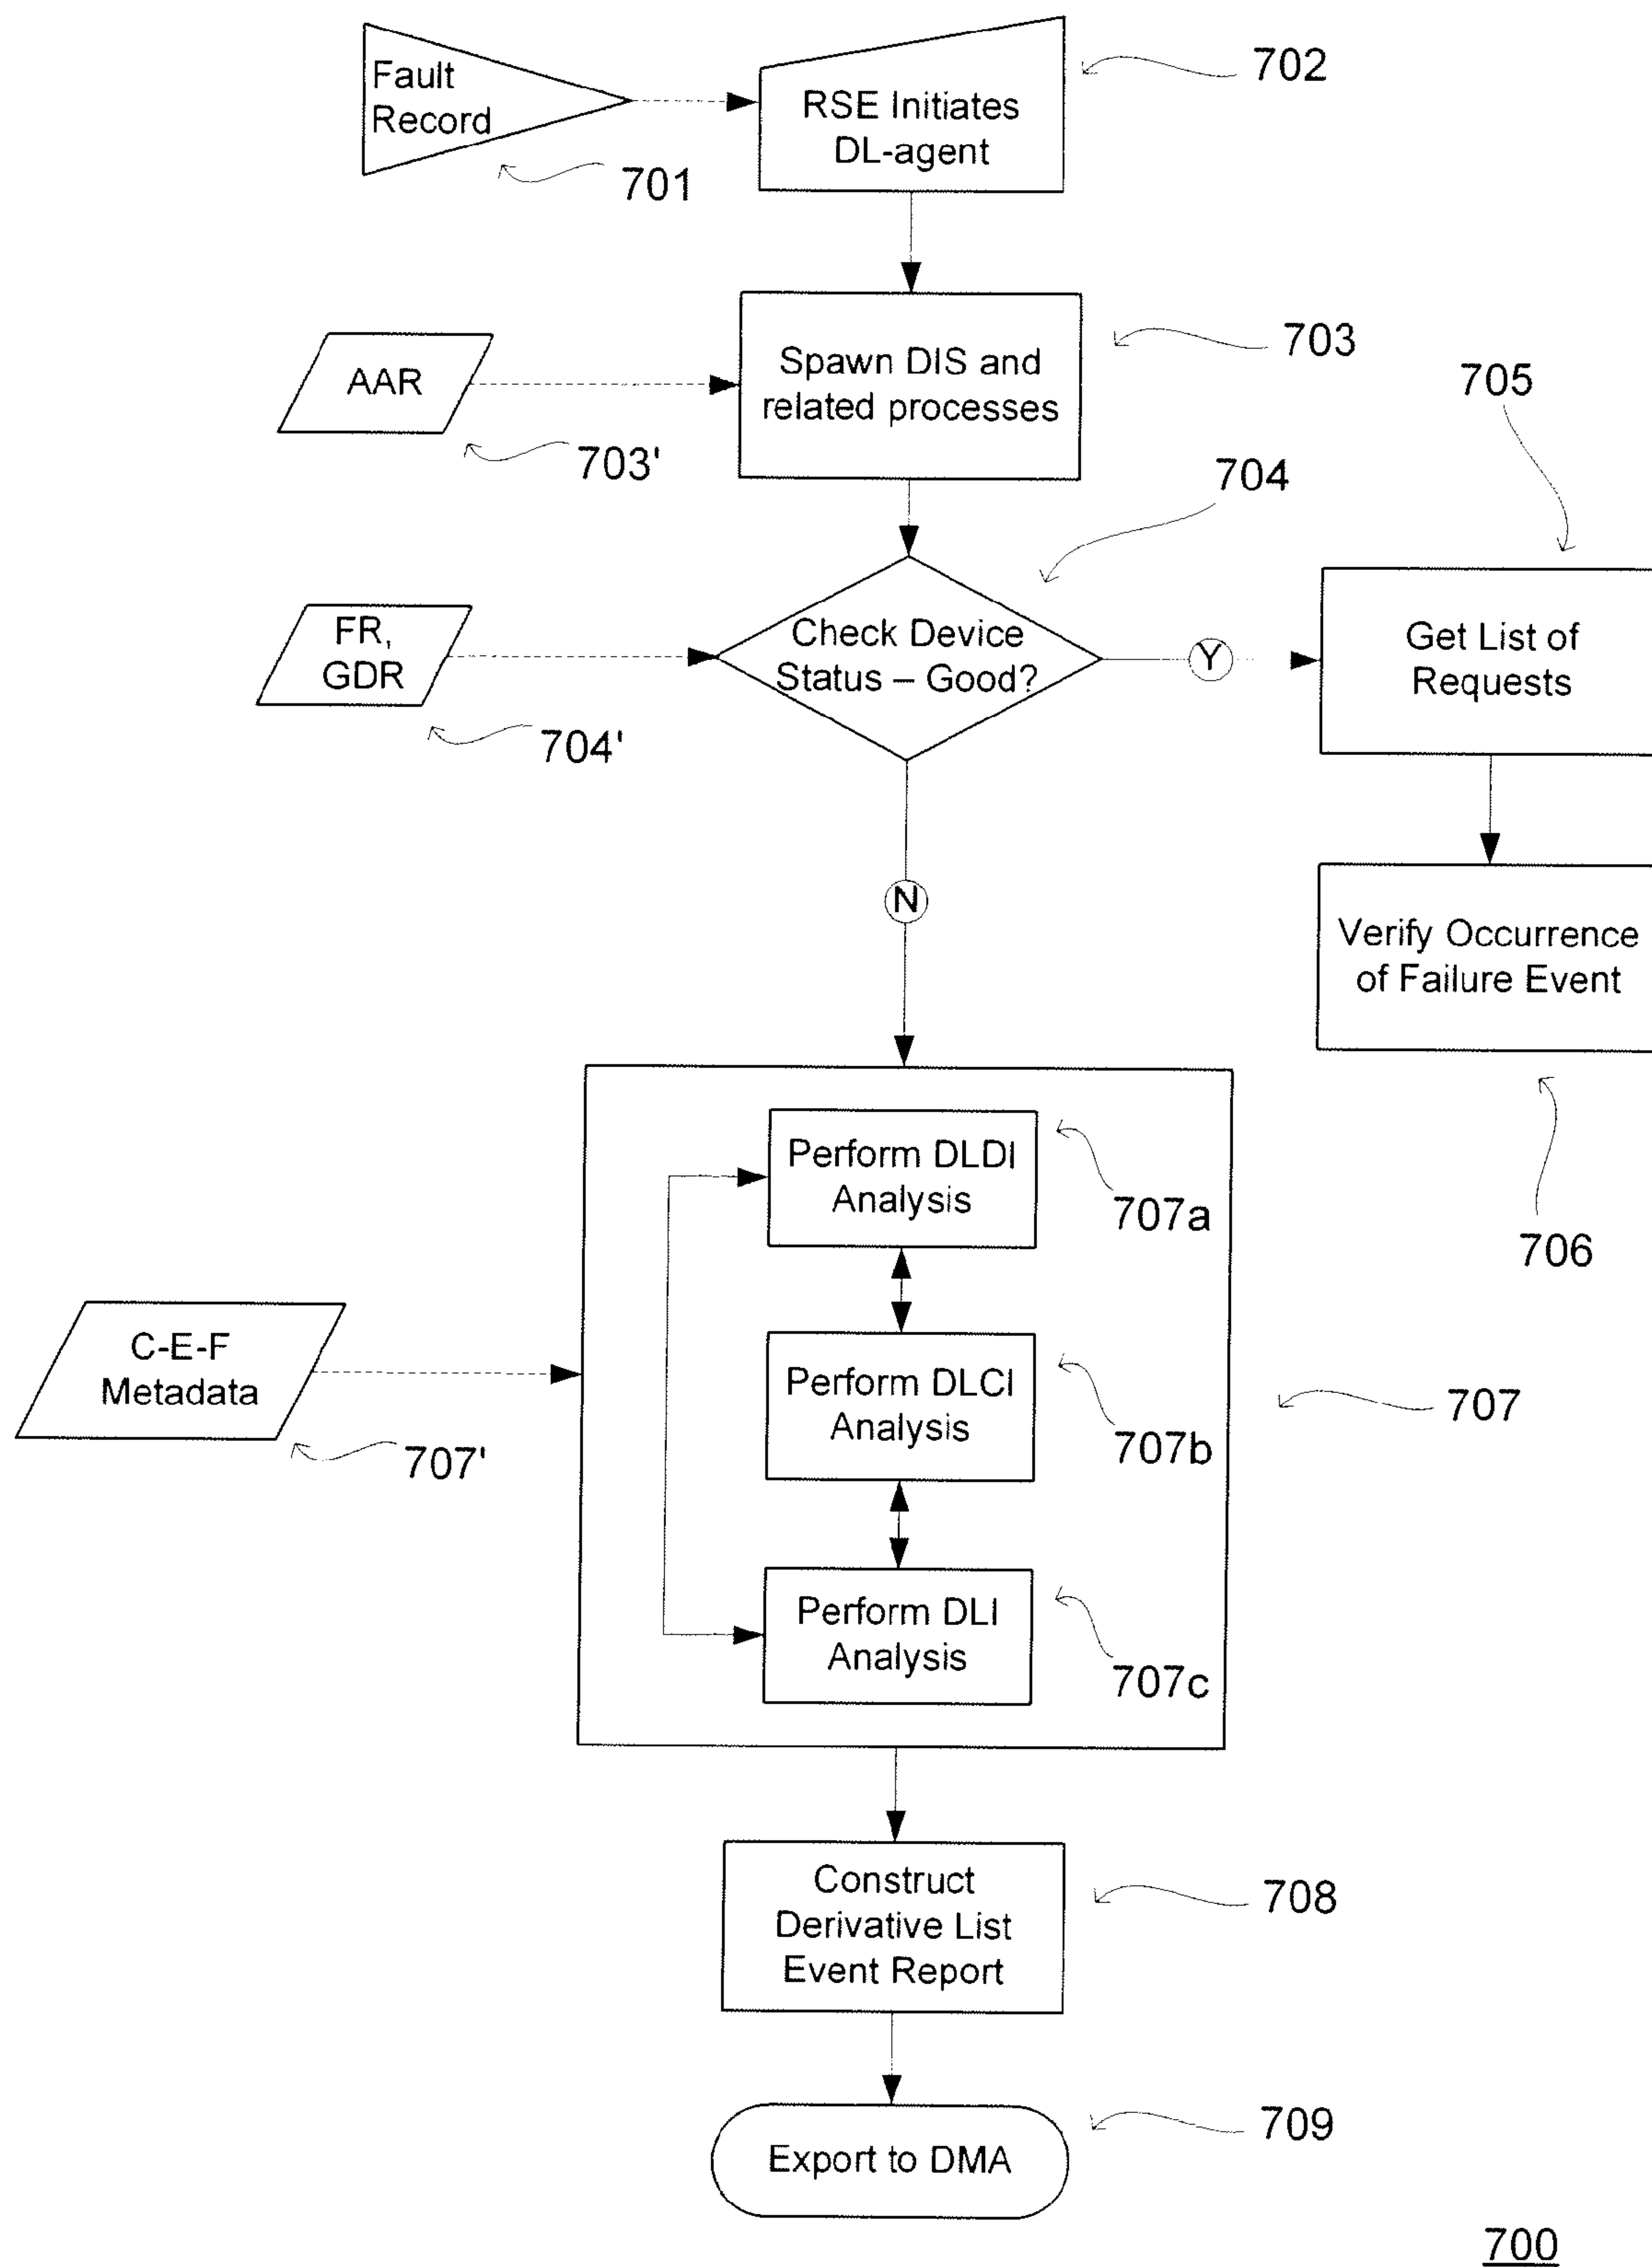 Fault
Record
701
RSE Initiates
DL-agent
702
AAR
703'
Spawn DIS and
related processes
703
FR,
GDR
704'
Check Device
Status – Good?
704
Y
705
Get List of
Requests
Verify Occurrence
of Failure Event
706
N
C-E-F
Metadata
707'
Perform DLDI
Analysis
707a
Perform DLCI
Analysis
707b
707
Perform DLI
Analysis
707c
Construct
Derivative List
Event Report
708
Export to DMA
709
700